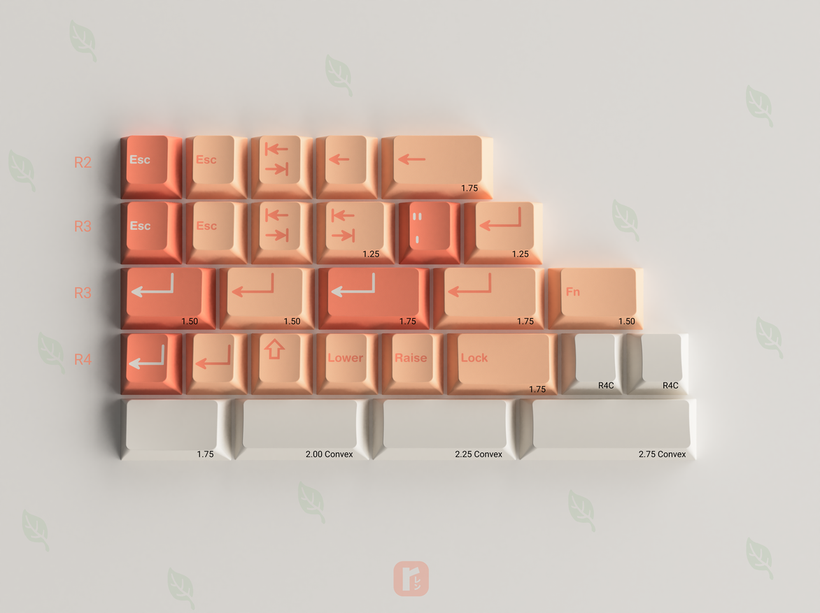 R2
Esc
Esc
1.75
R3
Esc
Esc
1.25
"
'
1.25
R3
1.50
1.50
1.75
1.75
Fn
1.50
R4
Lower
Raise
Lock
1.75
R4C
R4C
1.75
2.00 Convex
2.25 Convex
2.75 Convex
r